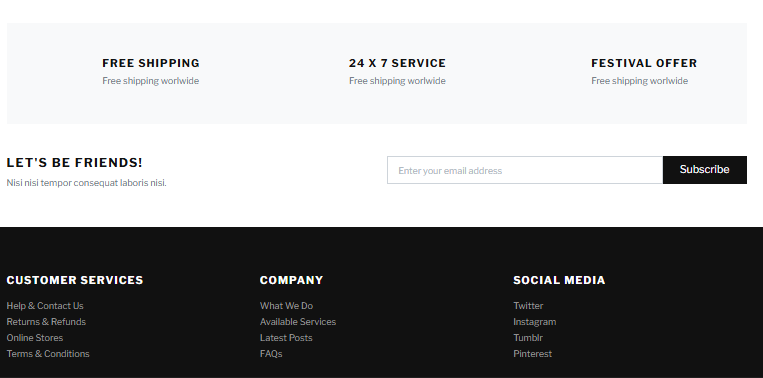 FREE SHIPPING
Free shipping worlwide
24 X 7 SERVICE
Free shipping worlwide
FESTIVAL OFFER
Free shipping worlwide
LET'S BE FRIENDS!
Nisi nisi tempor consequat laboris nisi.
Enter your email address
Subscribe
CUSTOMER SERVICES
Help & Contact Us
Returns & Refunds
Online Stores
Terms & Conditions
COMPANY
What We Do
Available Services
Latest Posts
FAQs
SOCIAL MEDIA
Twitter
Instagram
Tumblr
Pinterest